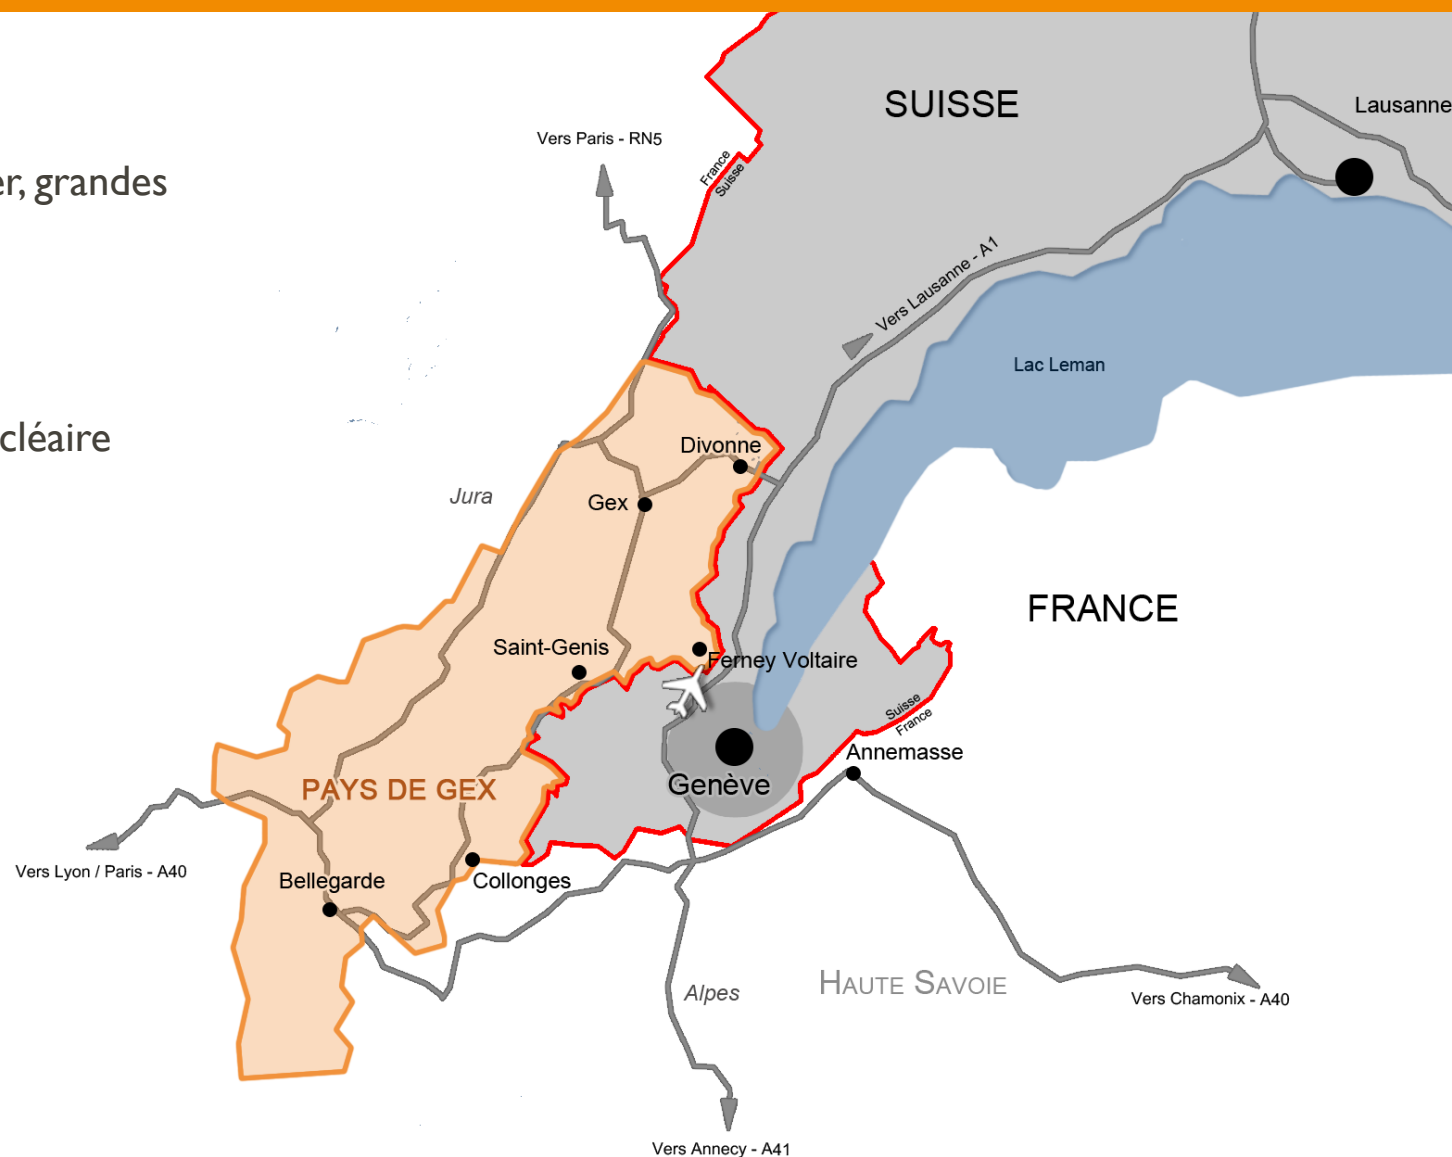 SUISSE
Lausanne
Vers Paris - RN5
France
Suisse
er, grandes
Vers Lausanne - A1
Lac Leman
cléaire
Divonne
Jura
Gex
FRANCE
Saint-Genis
Ferney Voltaire
Suisse
France
Annemasse
Genève
PAYS DE GEX
Vers Lyon / Paris - A40
Bellegarde
Collonges
HAUTE SAVOIE
Alpes
Vers Chamonix - A40
Vers Annecy - A41